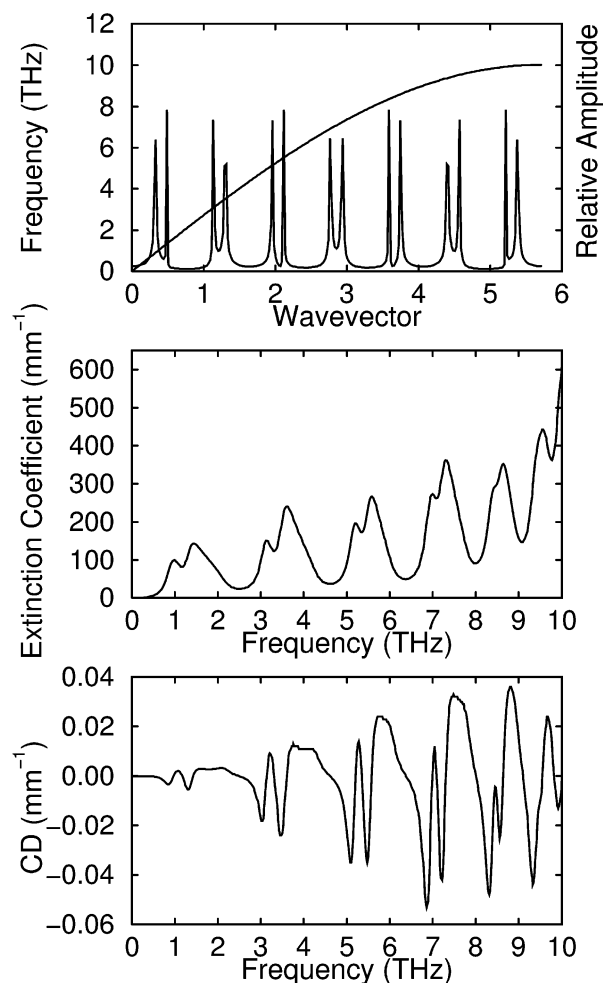 Frequency (THz)
Relative Amplitude
12
10
8
6
4
2
0
0 1 2 3 4 5 6
Wavevector
Extinction Coefficient (mm⁻¹)
600
500
400
300
200
100
0
0 1 2 3 4 5 6 7 8 9 10
Frequency (THz)
CD (mm⁻¹)
0.04
0.02
0.00
−0.02
−0.04
−0.06
0 1 2 3 4 5 6 7 8 9 10
Frequency (THz)